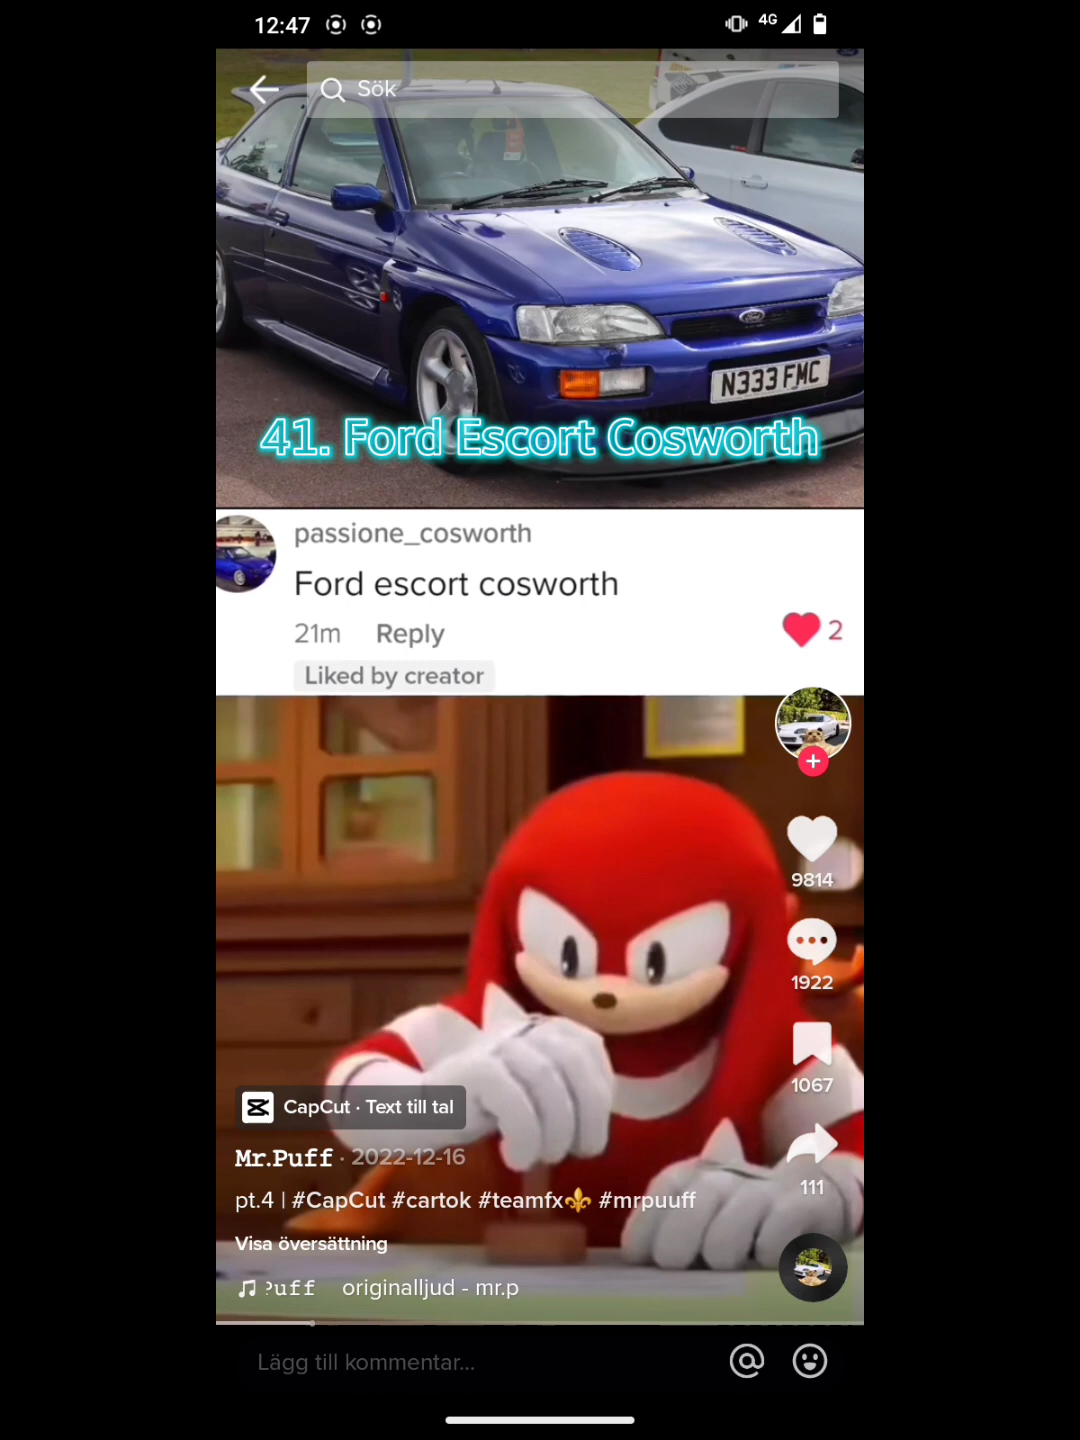 12:47
4G
Sök
Ford
N333 FMC
41. Ford Escort Cosworth
passione_cosworth
Ford escort cosworth
21m Reply
2
Liked by creator
9814
1922
1067
CapCut · Text till tal
Mr.Puff · 2022-12-16
111
pt.4 | #CapCut #cartok #teamfx⚜️ #mrpuuff
Visa översättning
Puff originalljud - mr.p
Lägg till kommentar...